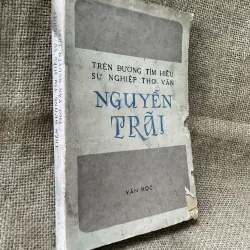 TRÊN ĐƯỜNG TÌM HIỂU
SỰ NGHIỆP THƠ VĂN
NGUYỄN
TRÃI
VĂN HỌC